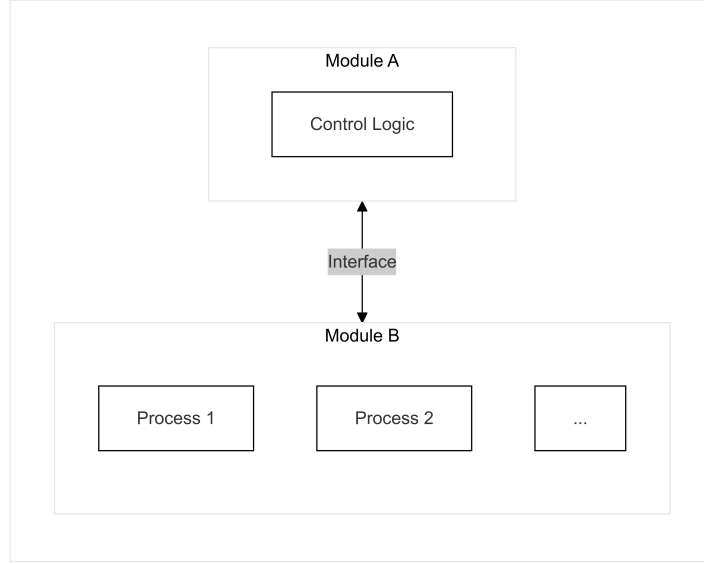 Module A
Control Logic
Interface
Module B
Process 1
Process 2
...